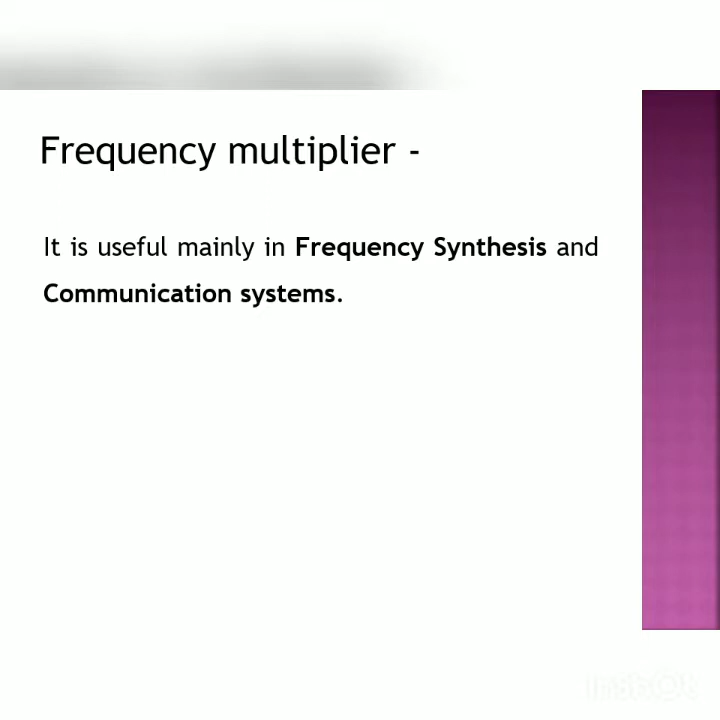 Frequency multiplier -
It is useful mainly in Frequency Synthesis and
Communication systems.